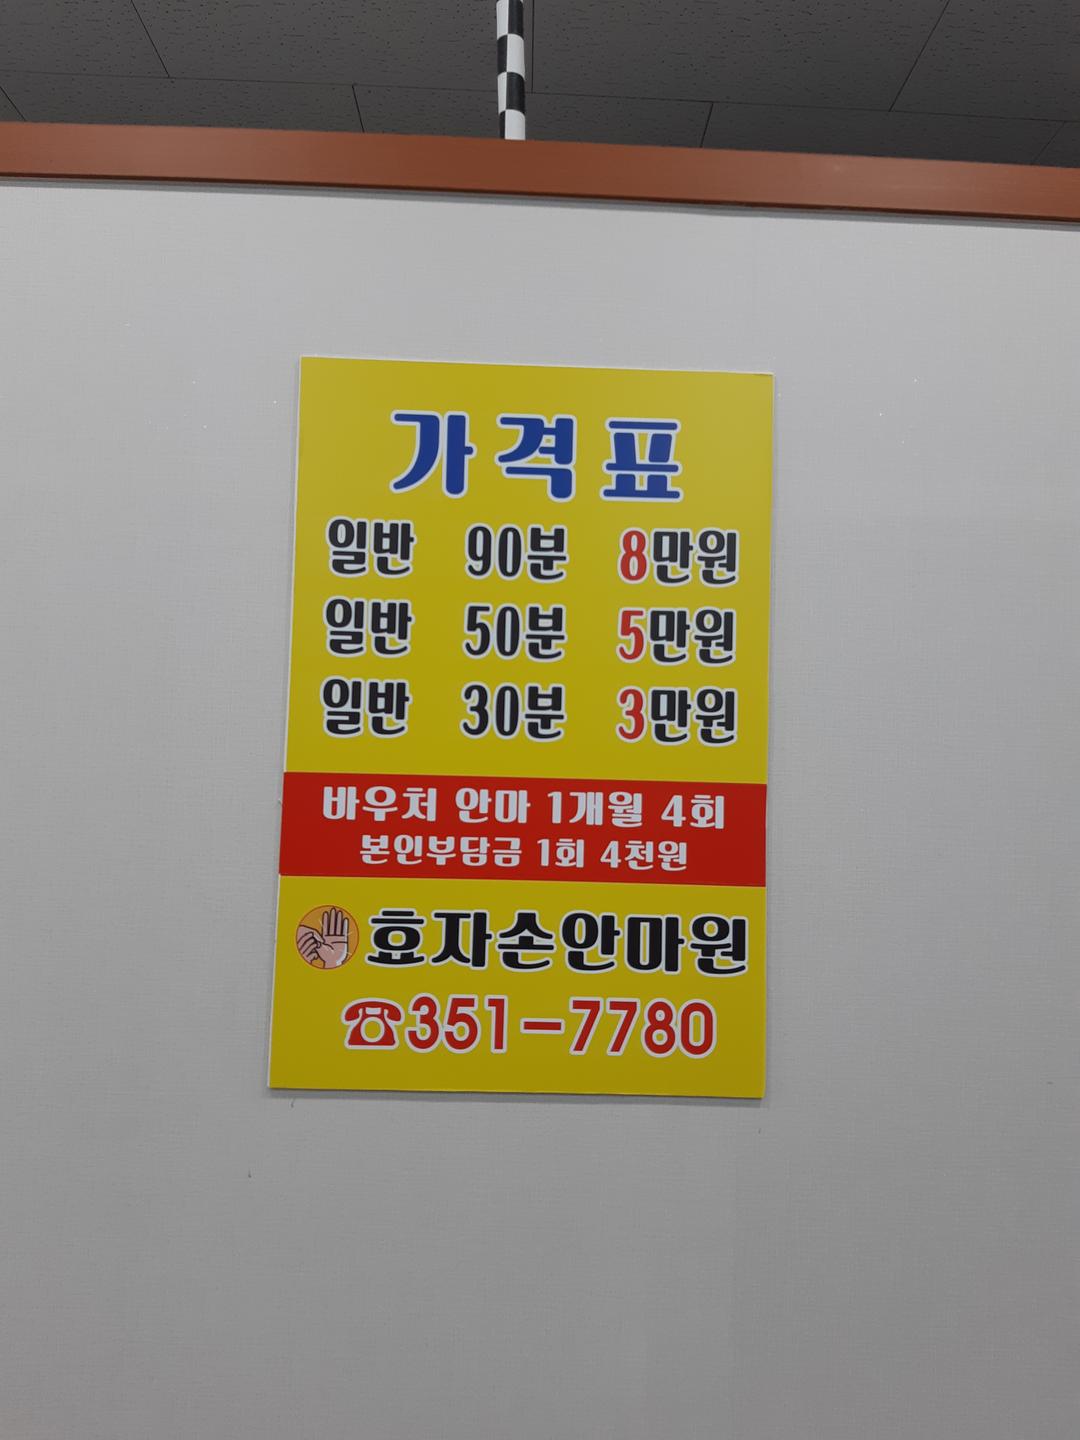 가격표
일반 90분 8만원
일반 50분 5만원
일반 30분 3만원
바우처 안마 1개월 4회
본인부담금 1회 4천원
효자손안마원
☎351-7780